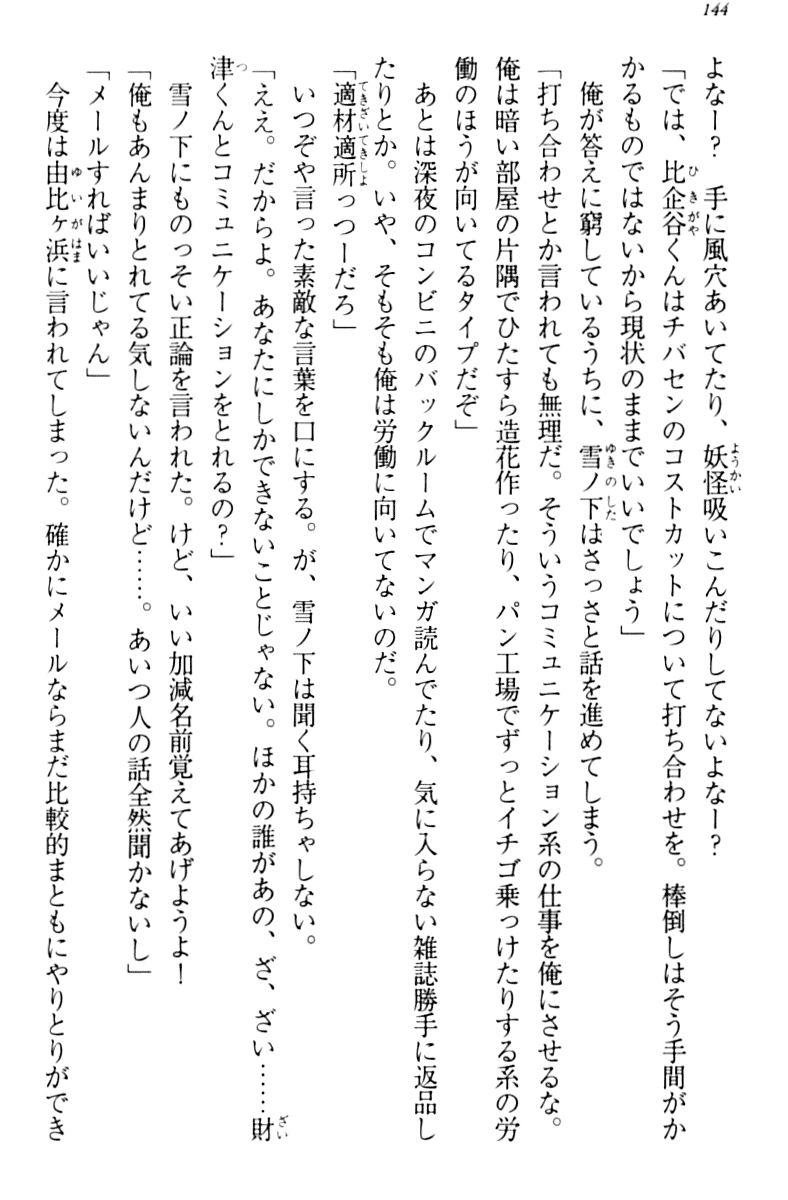 144
よなー？　手に風穴あいてたり、妖怪吸いこんだりしてないよなー？
「では、比企谷くんはチバセンのコストカットについて打ち合わせを。棒倒しはそう手間がか
かるものではないから現状のままでいいでしょう」
　俺が答えに窮しているうちに、雪ノ下はさっさと話を進めてしまう。
「打ち合わせとか言われても無理だ。そういうコミュニケーション系の仕事を俺にさせるな。
俺は暗い部屋の片隅でひたすら造花作ったり、パン工場でずっとイチゴ乗っけたりする系の労
働のほうが向いてるタイプだぞ」
　あとは深夜のコンビニのバックルームでマンガ読んでたり、気に入らない雑誌勝手に返品し
たりとか。いや、そもそも俺は労働に向いてないのだ。
「適材適所っつーだろ」
　いつぞや言った素敵な言葉を口にする。が、雪ノ下は聞く耳持ちゃしない。
「ええ。だからよ。あなたにしかできないことじゃない。ほかの誰があの、ざ、ざい……財
津くんとコミュニケーションをとれるの？」
　雪ノ下にものっそい正論を言われた。けど、いい加減名前覚えてあげようよ！
「俺もあんまりとれてる気しないんだけど……。あいつ人の話全然聞かないし」
「メールすればいいじゃん」
　今度は由比ヶ浜に言われてしまった。確かにメールならまだ比較的まともにやりとりができ